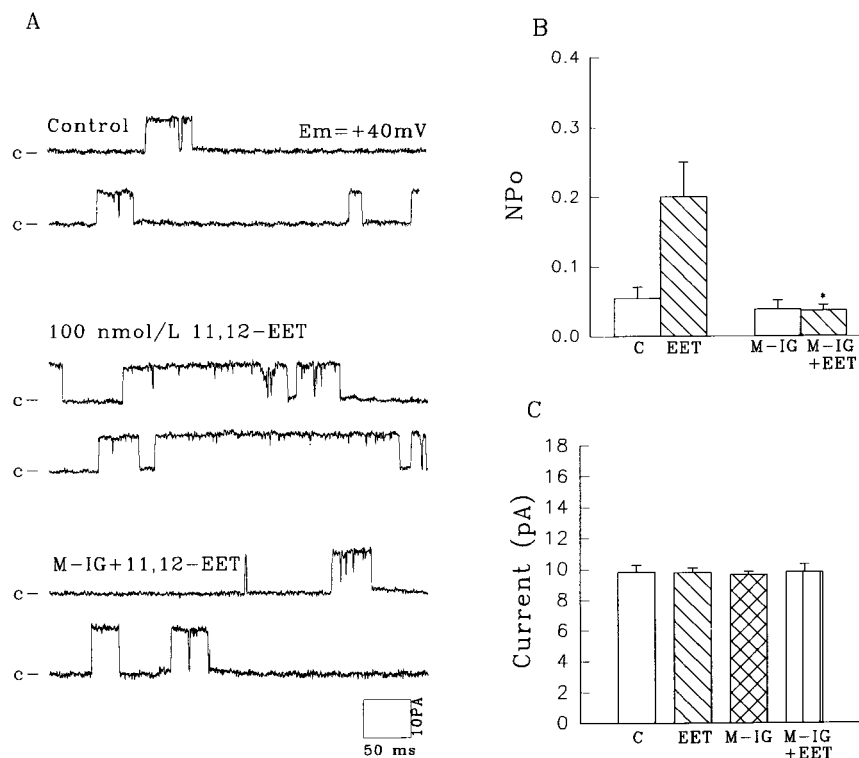 A
Control
Em=+40mV
c-
c-
100 nmol/L 11,12-EET
c-
c-
M-IG+11,12-EET
c-
c-
10PA
50 ms
B
NPo
0.4
0.3
0.2
0.1
0.0
*
C
EET
M-IG
M-IG
+EET
C
Current (pA)
18
16
14
12
10
8
6
4
2
0
C
EET
M-IG
M-IG
+EET